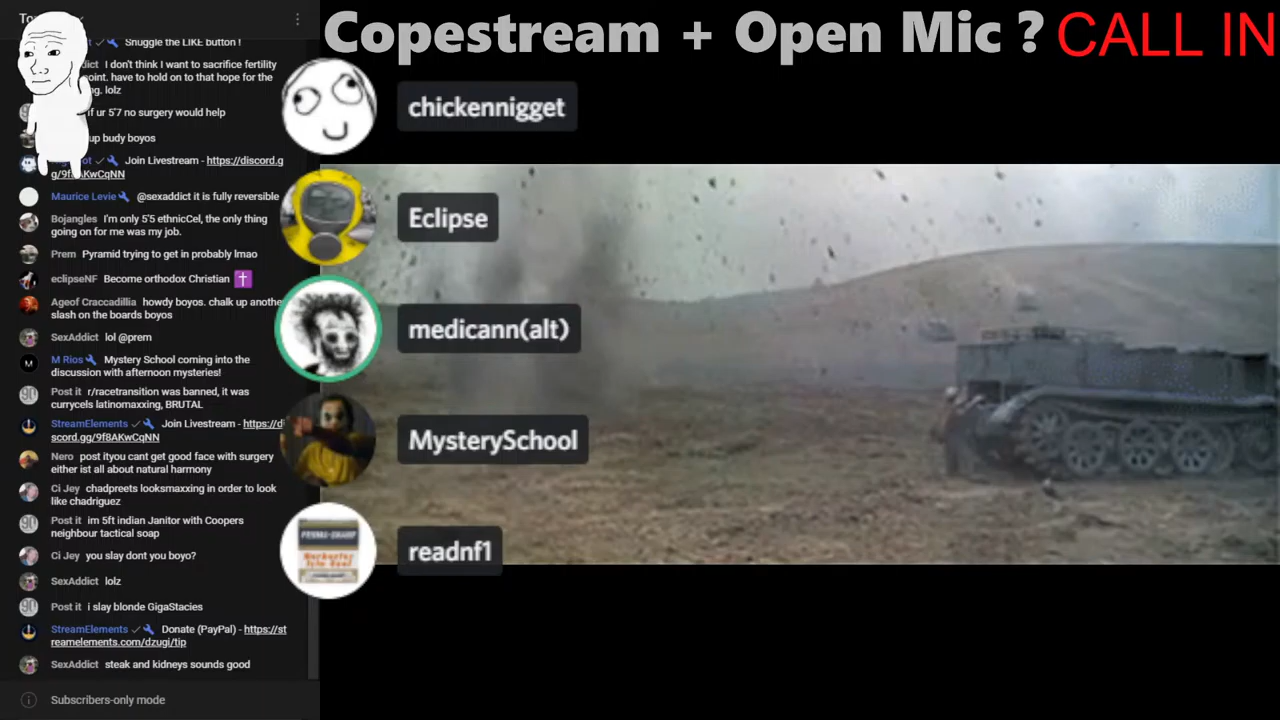 Copestream + Open Mic ? CALL IN
To
Snuggle the LIKE button !
I don't think I want to sacrifice fertility
point. have to hold on to that hope for the
lolz
if ur 5'7 no surgery would help
up budy boyos
Join Livestream - https://discord.g
Maurice Levie @sexaddict it is fully reversible
Bojangles I'm only 5'5 ethnicCel, the only thing
going on for me was my job.
Prem Pyramid trying to get in probably lmao
eclipseNF Become orthodox Christian
Ageof Craccadillia howdy boyos. chalk up anothe
slash on the boards boyos
SexAddict lol @prem
M Rios Mystery School coming into the
discussion with afternoon mysteries!
Post it r/racetransition was banned, it was
currycels latinomaxxing, BRUTAL
StreamElements Join Livestream - https://di
scord.gg/9f8AKwCqNN
Nero post ityou cant get good face with surgery
either ist all about natural harmony
Ci Jey chadpreets looksmaxxing in order to look
like chadriguez
Post it im 5ft indian Janitor with Coopers
neighbour tactical soap
Ci Jey you slay dont you boyo?
SexAddict lolz
Post it i slay blonde GigaStacies
StreamElements Donate (PayPal) - https://st
reamelements.com/dzugi/tip
SexAddict steak and kidneys sounds good
Subscribers-only mode
chickennigget
Eclipse
medicann(alt)
MysterySchool
readnf1